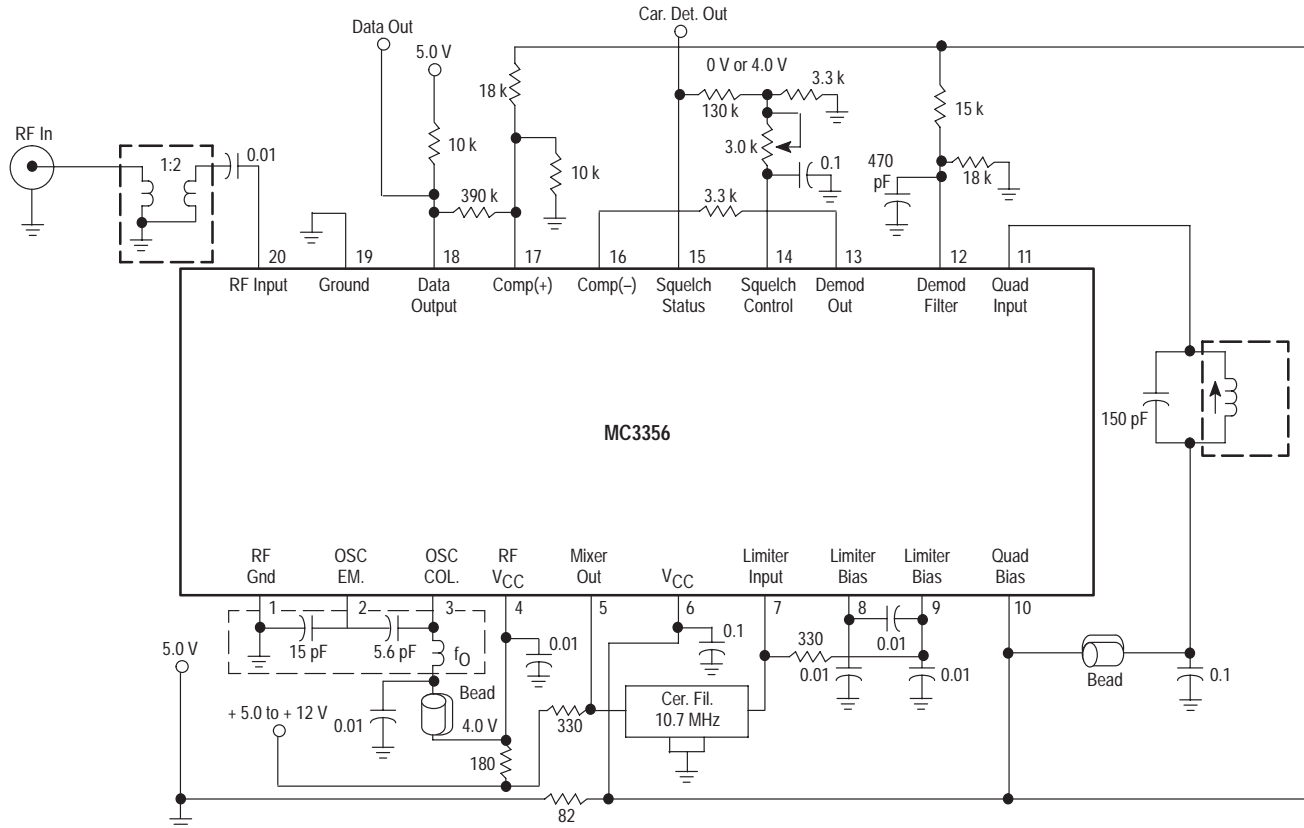 Car. Det. Out
Data Out
5.0 V
0 V or 4.0 V
18 k
130 k
3.3 k
15 k
RF In
1:2
0.01
10 k
10 k
3.0 k
0.1
470
pF
18 k
390 k
3.3 k
20
19
18
17
16
15
14
13
12
11
RF Input
Ground
Data
Output
Comp(+)
Comp(–)
Squelch
Status
Squelch
Control
Demod
Out
Demod
Filter
Quad
Input
150 pF
MC3356
RF
Gnd
OSC
EM.
OSC
COL.
RF
VCC
Mixer
Out
VCC
Limiter
Input
Limiter
Bias
Limiter
Bias
Quad
Bias
1
2
3
4
5
6
7
8
9
10
15 pF
5.6 pF
fO
0.01
0.1
330
0.01
0.01
0.01
Bead
0.1
5.0 V
+ 5.0 to + 12 V
0.01
Bead
4.0 V
330
Cer. Fil.
10.7 MHz
180
82